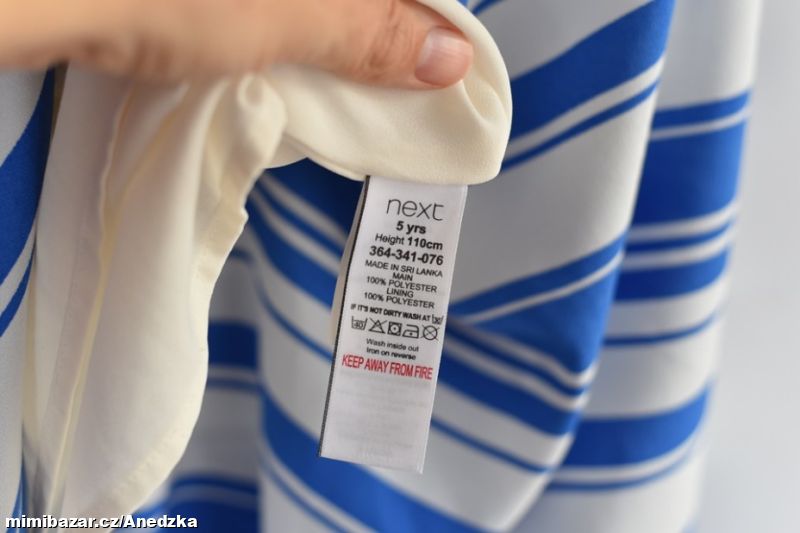 next
5 yrs
Height 110cm
364-341-076
MADE IN SRI LANKA
MAIN
100% POLYESTER
LINING
100% POLYESTER
IF IT'S NOT DIRTY WASH AT 30
Wash inside out
Iron on reverse
KEEP AWAY FROM FIRE
mimibazar.cz/Anedzka